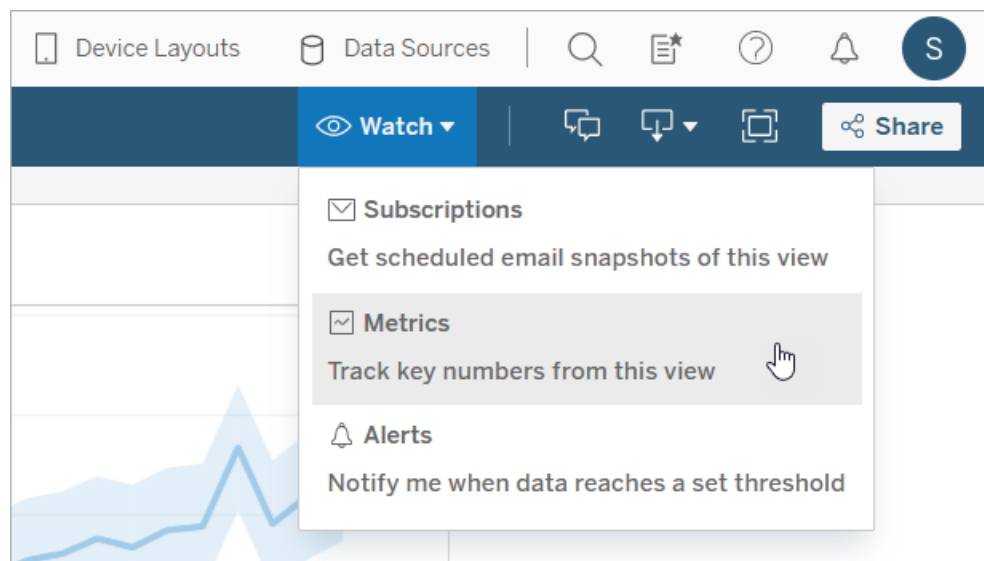 Device Layouts
Data Sources
S
Watch
Share
Subscriptions
Get scheduled email snapshots of this view
Metrics
Track key numbers from this view
Alerts
Notify me when data reaches a set threshold